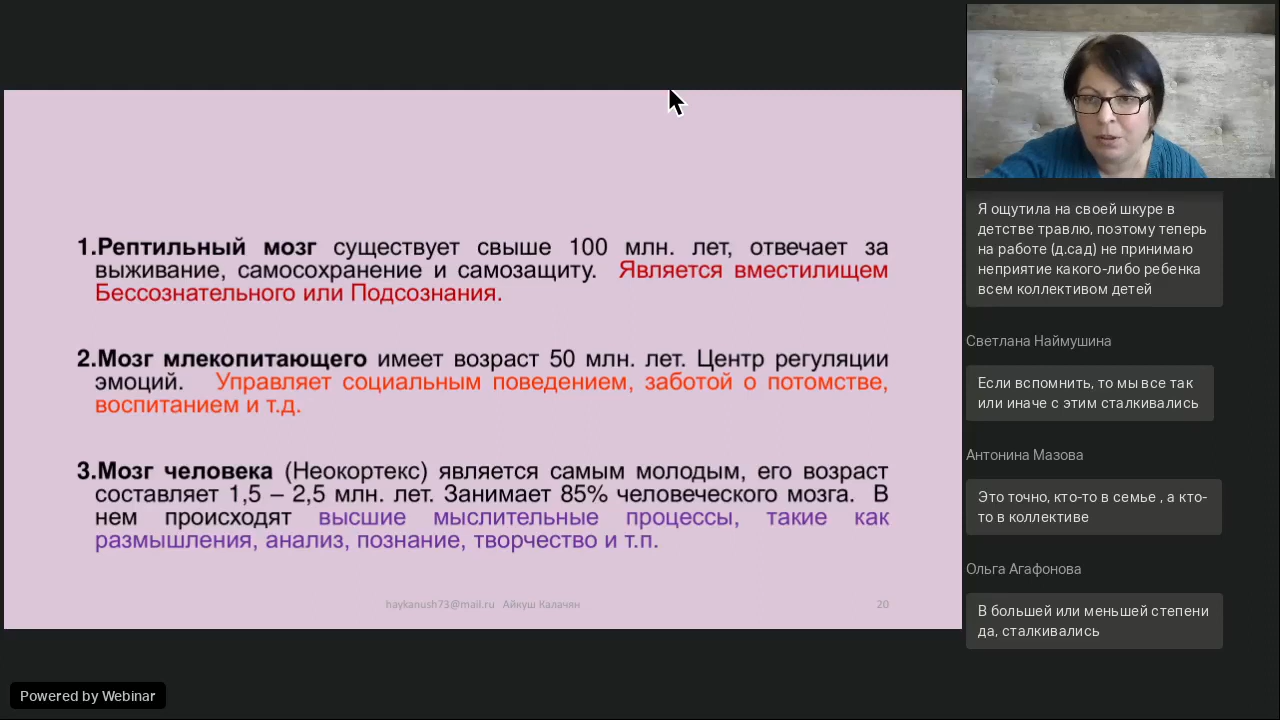 1.Рептильный мозг существует свыше 100 млн. лет, отвечает за
выживание, самосохранение и самозащиту. Является вместилищем
Бессознательного или Подсознания.
2.Мозг млекопитающего имеет возраст 50 млн. лет. Центр регуляции
эмоций. Управляет социальным поведением, заботой о потомстве,
воспитанием и т.д.
3.Мозг человека (Неокортекс) является самым молодым, его возраст
составляет 1,5 – 2,5 млн. лет. Занимает 85% человеческого мозга. В
нем происходят высшие мыслительные процессы, такие как
размышления, анализ, познание, творчество и т.п.
haykanush73@mail.ru Айкуш Калачян
20
Я ощутила на своей шкуре в
детстве травлю, поэтому теперь
на работе (д.сад) не принимаю
неприятие какого-либо ребенка
всем коллективом детей
Светлана Наймушина
Если вспомнить, то мы все так
или иначе с этим сталкивались
Антонина Мазова
Это точно, кто-то в семье , а кто-
то в коллективе
Ольга Агафонова
В большей или меньшей степени
да, сталкивались
Powered by Webinar